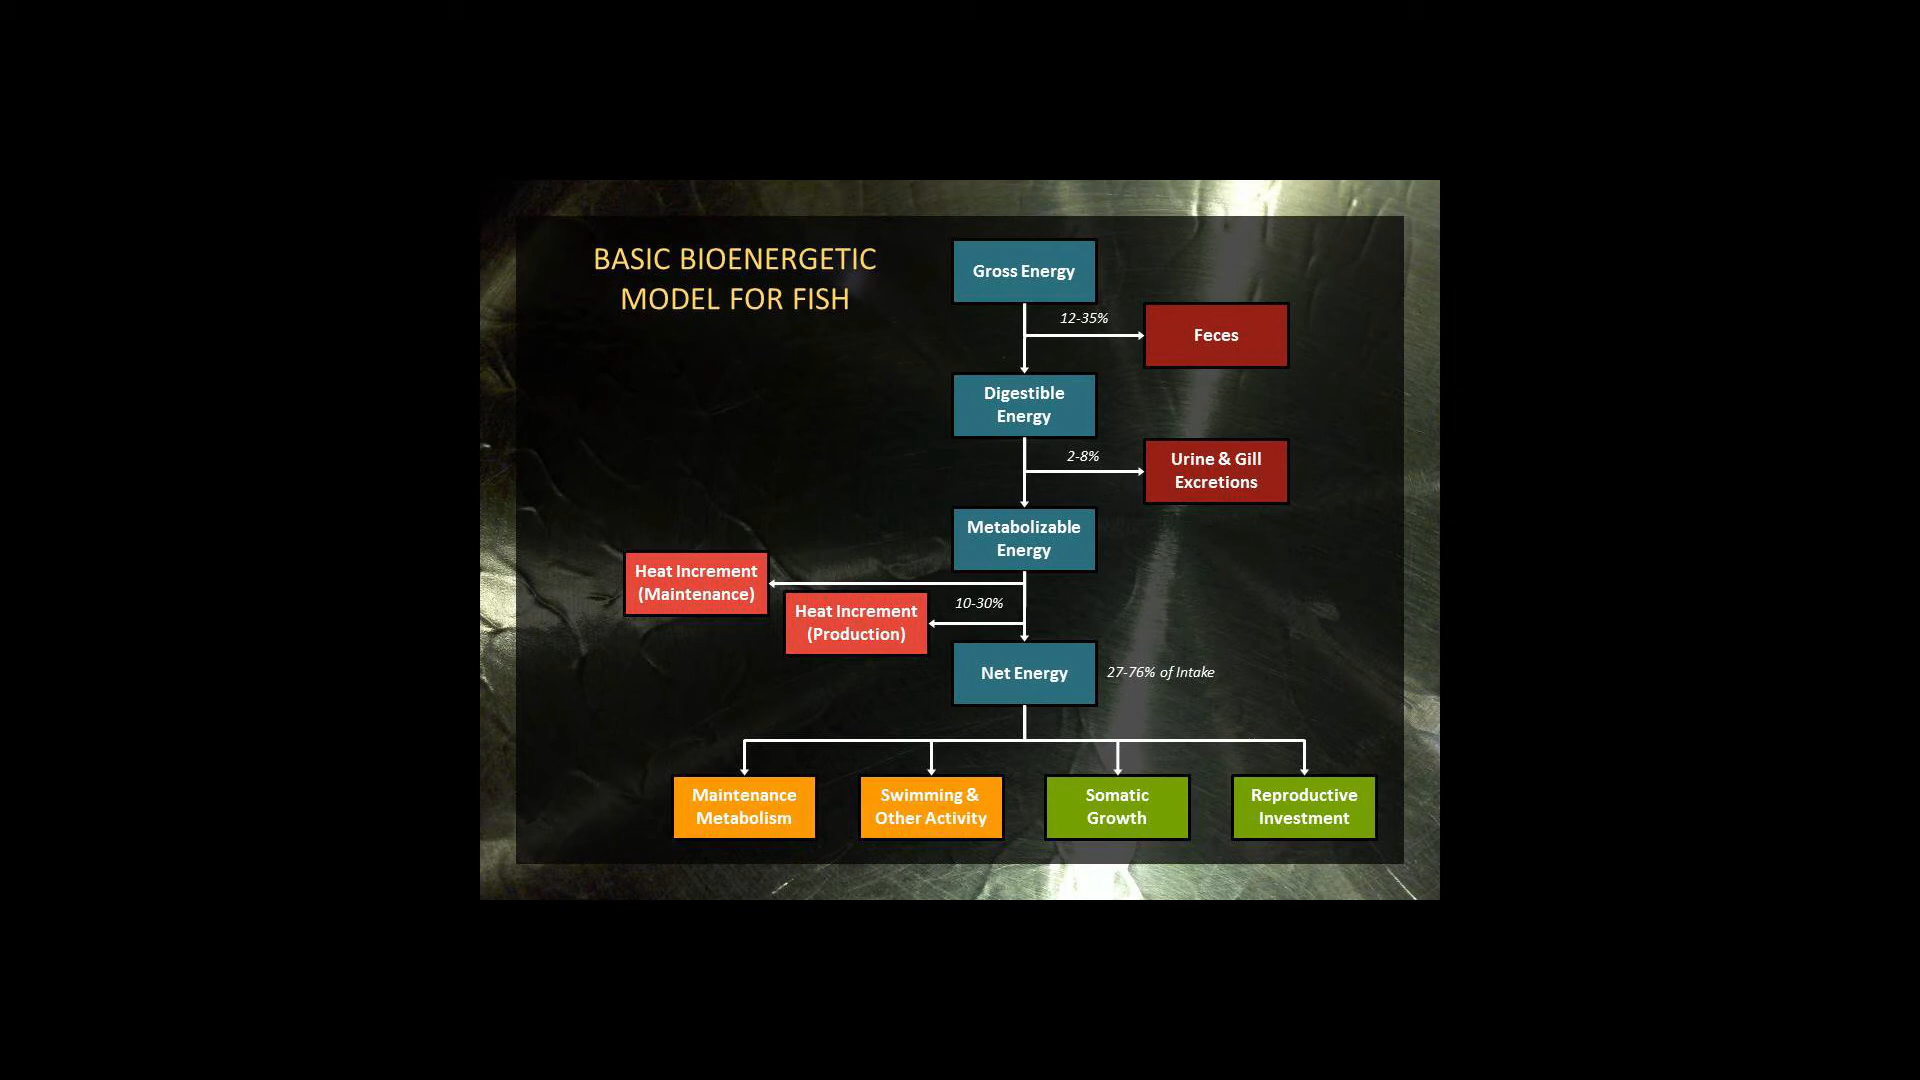 BASIC BIOENERGETIC
MODEL FOR FISH
Gross Energy
12-35%
Feces
Digestible
Energy
2-8%
Urine & Gill
Excretions
Metabolizable
Energy
Heat Increment
(Maintenance)
10-30%
Heat Increment
(Production)
Net Energy
27-76% of Intake
Maintenance
Metabolism
Swimming &
Other Activity
Somatic
Growth
Reproductive
Investment